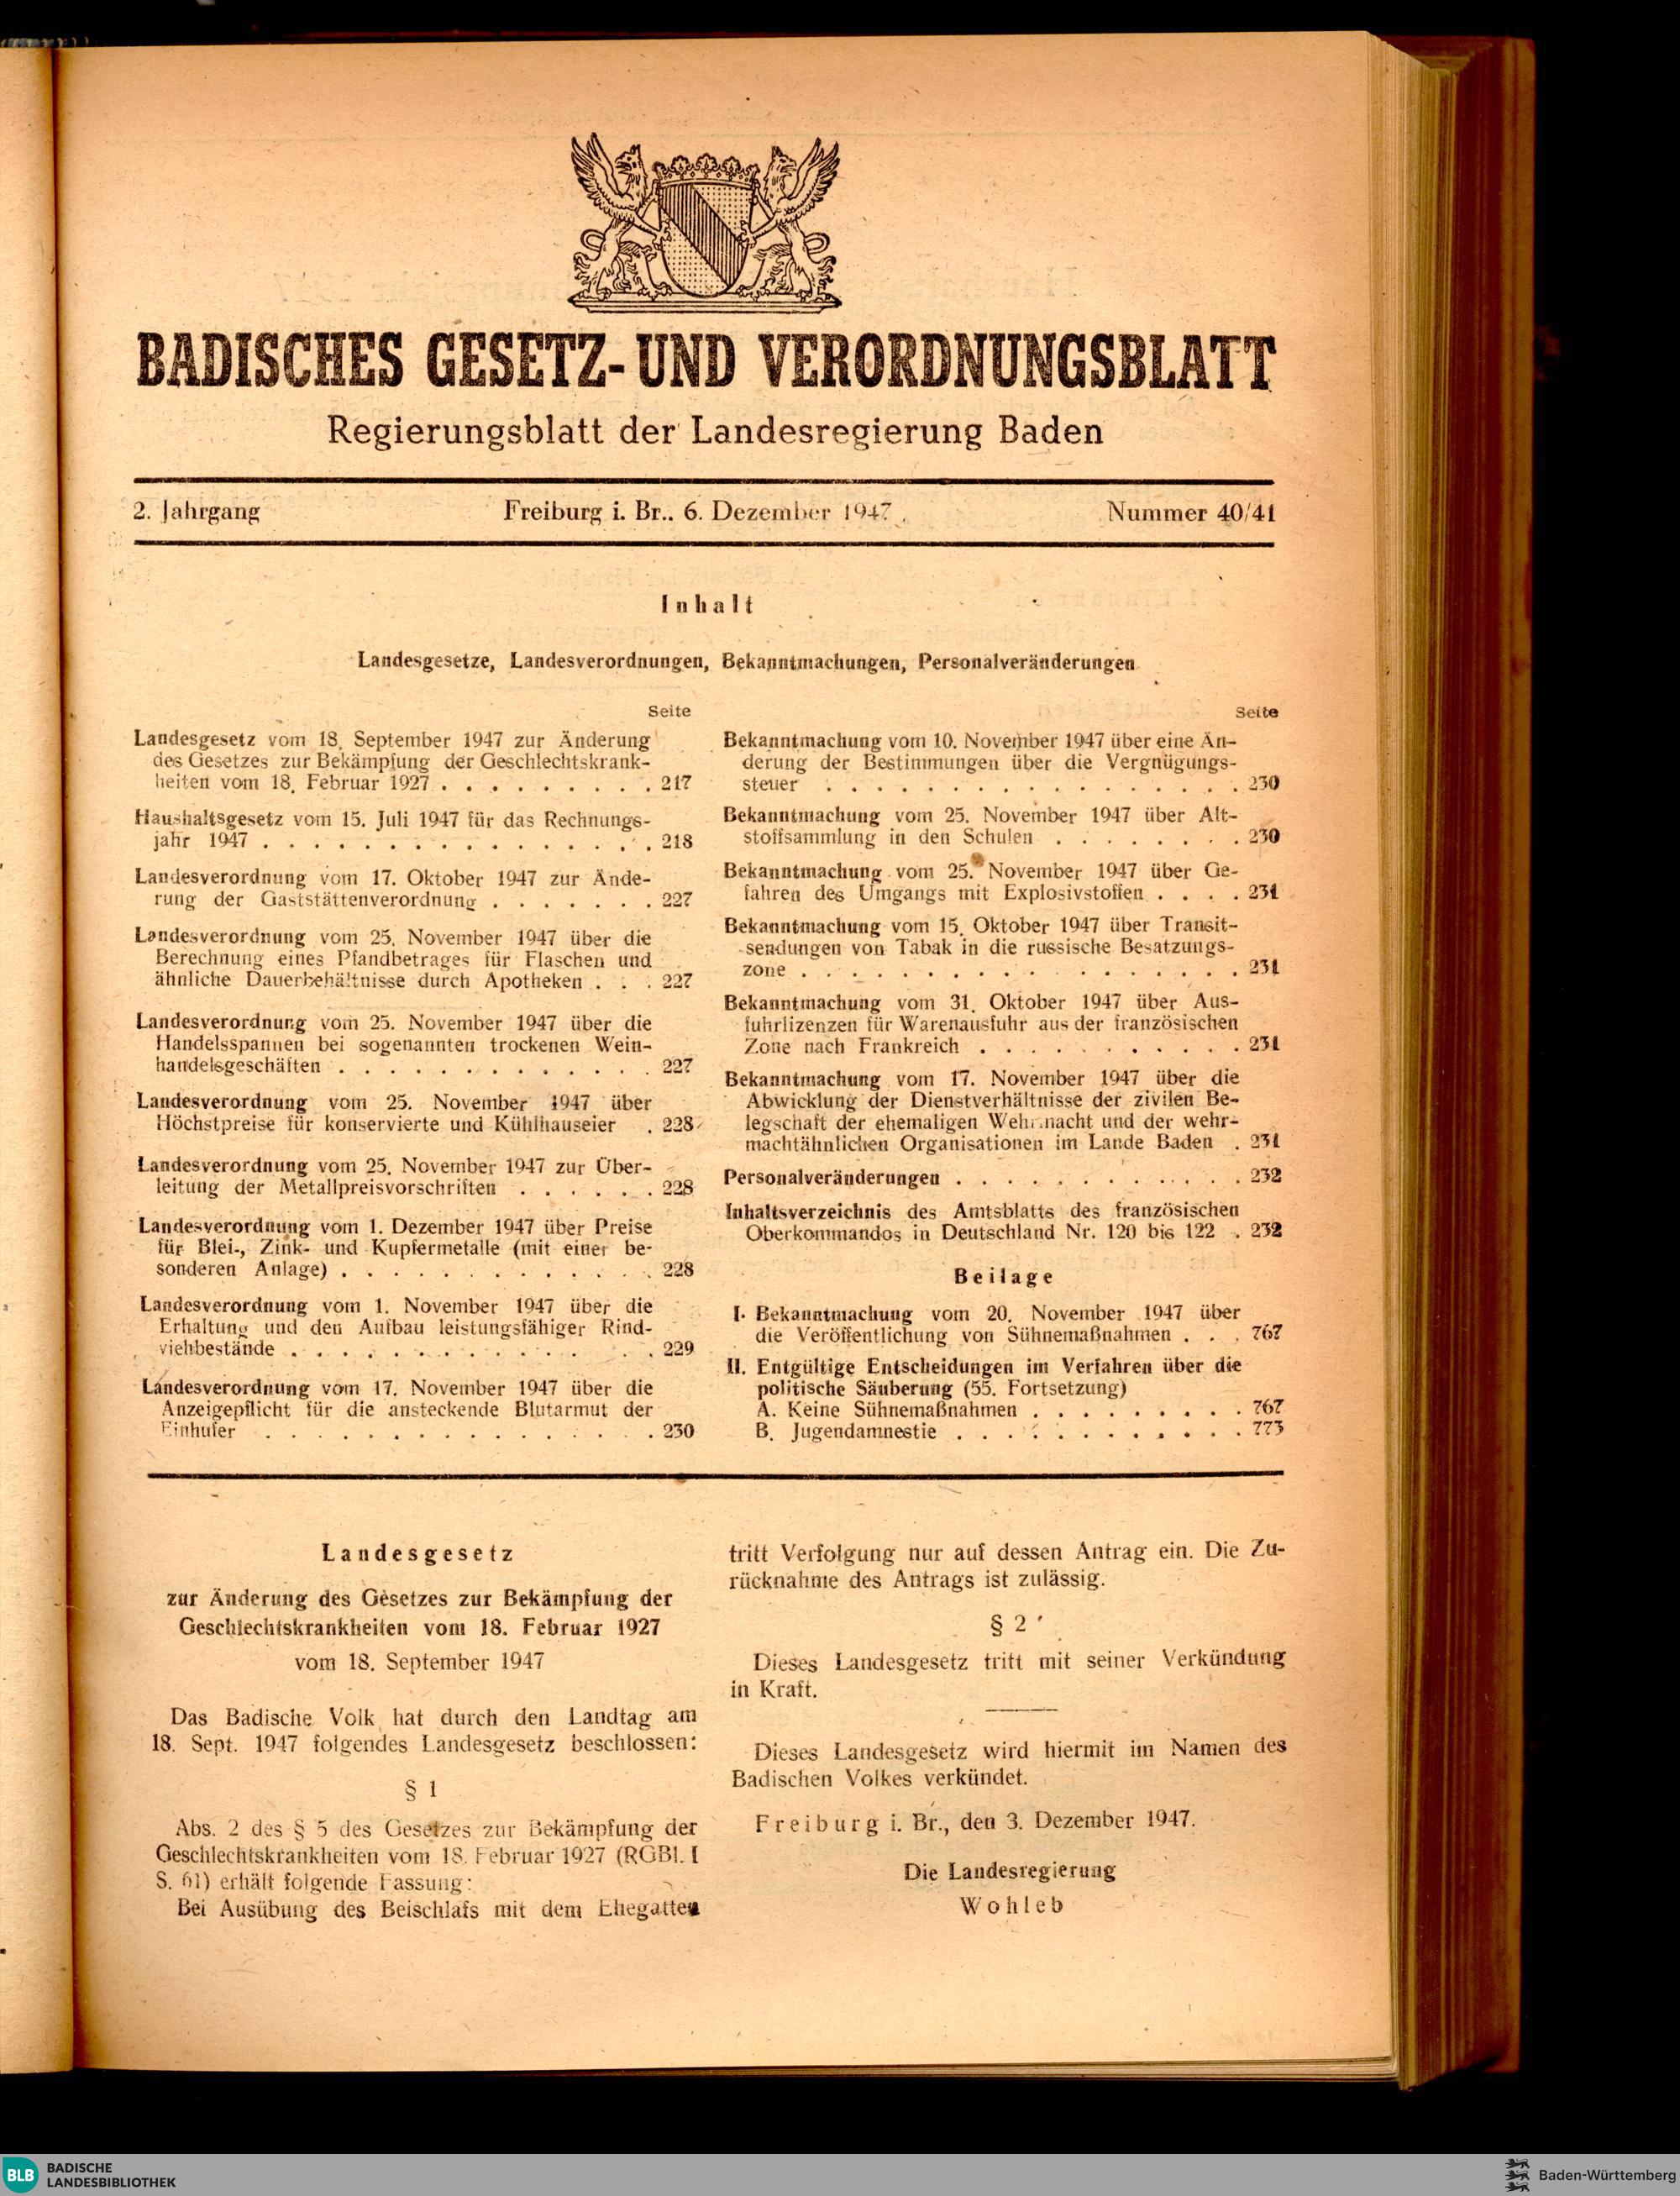 BADISCHES GESETZ- UND VERORDNUNGSBLATT
Regierungsblatt der Landesregierung Baden
2. Jahrgang Freiburg i. Br.. 6. Dezember 1947 Nummer 40/41
Inhalt
Landesgesetze, Landesverordnungen, Bekanntmachungen, Personalveränderungen
Seite
Landesgesetz vom 18. September 1947 zur Änderung
des Gesetzes zur Bekämpfung der Geschlechtskrank-
heiten vom 18. Februar 1927 . . . . . . . . . 217
Haushaltsgesetz vom 15. Juli 1947 für das Rechnungs-
jahr 1947 . . . . . . . . . . . . . . . . 218
Landesverordnung vom 17. Oktober 1947 zur Ände-
rung der Gaststättenverordnung . . . . . . . 227
Landesverordnung vom 25. November 1947 über die
Berechnung eines Pfandbetrages für Flaschen und
ähnliche Dauerbehältnisse durch Apotheken . . . 227
Landesverordnung vom 25. November 1947 über die
Handelsspannen bei sogenannten trockenen Wein-
handelsgeschäften . . . . . . . . . . . . . 227
Landesverordnung vom 25. November 1947 über
Höchstpreise für konservierte und Kühlhauseier . 228
Landesverordnung vom 25. November 1947 zur Über-
leitung der Metallpreisvorschriften . . . . . . 228
Landesverordnung vom 1. Dezember 1947 über Preise
für Blei-, Zink- und Kupfermetalle (mit einer be-
sonderen Anlage) . . . . . . . . . . . . . 228
Landesverordnung vom 1. November 1947 über die
Erhaltung und den Aufbau leistungsfähiger Rind-
viehbestände . . . . . . . . . . . . . . 229
Landesverordnung vom 17. November 1947 über die
Anzeigepflicht für die ansteckende Blutarmut der
Einhufer . . . . . . . . . . . . . . . . 230
Seite
Bekanntmachung vom 10. November 1947 über eine Än-
derung der Bestimmungen über die Vergnügungs-
steuer . . . . . . . . . . . . . . . . . 230
Bekanntmachung vom 25. November 1947 über Alt-
stoffsammlung in den Schulen . . . . . . . . 230
Bekanntmachung vom 25. November 1947 über Ge-
fahren des Umgangs mit Explosivstoffen . . . . 231
Bekanntmachung vom 15. Oktober 1947 über Transit-
sendungen von Tabak in die russische Besatzungs-
zone . . . . . . . . . . . . . . . . . . 231
Bekanntmachung vom 31. Oktober 1947 über Aus-
fuhrlizenzen für Warenausfuhr aus der französischen
Zone nach Frankreich . . . . . . . . . . . 231
Bekanntmachung vom 17. November 1947 über die
Abwicklung der Dienstverhältnisse der zivilen Be-
legschaft der ehemaligen Wehrmacht und der wehr-
machtähnlichen Organisationen im Lande Baden . 231
Personalveränderungen . . . . . . . . . . . . 232
Inhaltsverzeichnis des Amtsblatts des französischen
Oberkommandos in Deutschland Nr. 120 bis 122 . 232
Beilage
I. Bekanntmachung vom 20. November 1947 über
die Veröffentlichung von Sühnemaßnahmen . . . 767
II. Entgültige Entscheidungen im Verfahren über die
politische Säuberung (55. Fortsetzung)
A. Keine Sühnemaßnahmen . . . . . . . . . 767
B. Jugendamnestie . . . . . . . . . . . . 773
Landesgesetz
zur Änderung des Gesetzes zur Bekämpfung der
Geschlechtskrankheiten vom 18. Februar 1927
vom 18. September 1947
Das Badische Volk hat durch den Landtag am
18. Sept. 1947 folgendes Landesgesetz beschlossen:
§ 1
Abs. 2 des § 5 des Gesetzes zur Bekämpfung der
Geschlechtskrankheiten vom 18. Februar 1927 (RGBl. I
S. 61) erhält folgende Fassung:
Bei Ausübung des Beischlafs mit dem Ehegatten
tritt Verfolgung nur auf dessen Antrag ein. Die Zu-
rücknahme des Antrags ist zulässig.
§ 2
Dieses Landesgesetz tritt mit seiner Verkündung
in Kraft.
Dieses Landesgesetz wird hiermit im Namen des
Badischen Volkes verkündet.
Freiburg i. Br., den 3. Dezember 1947.
Die Landesregierung
Wohleb
BLB BADISCHE
LANDESBIBLIOTHEK
Baden-Württemberg